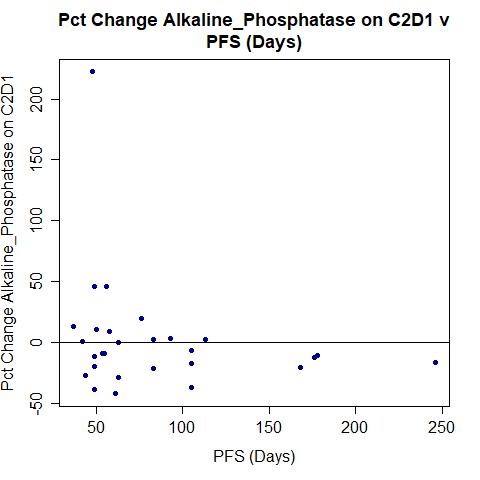 Pct Change Alkaline_Phosphatase on C2D1 v
PFS (Days)
Pct Change Alkaline_Phosphatase on C2D1
200
150
100
50
0
-50
50 100 150 200 250
PFS (Days)